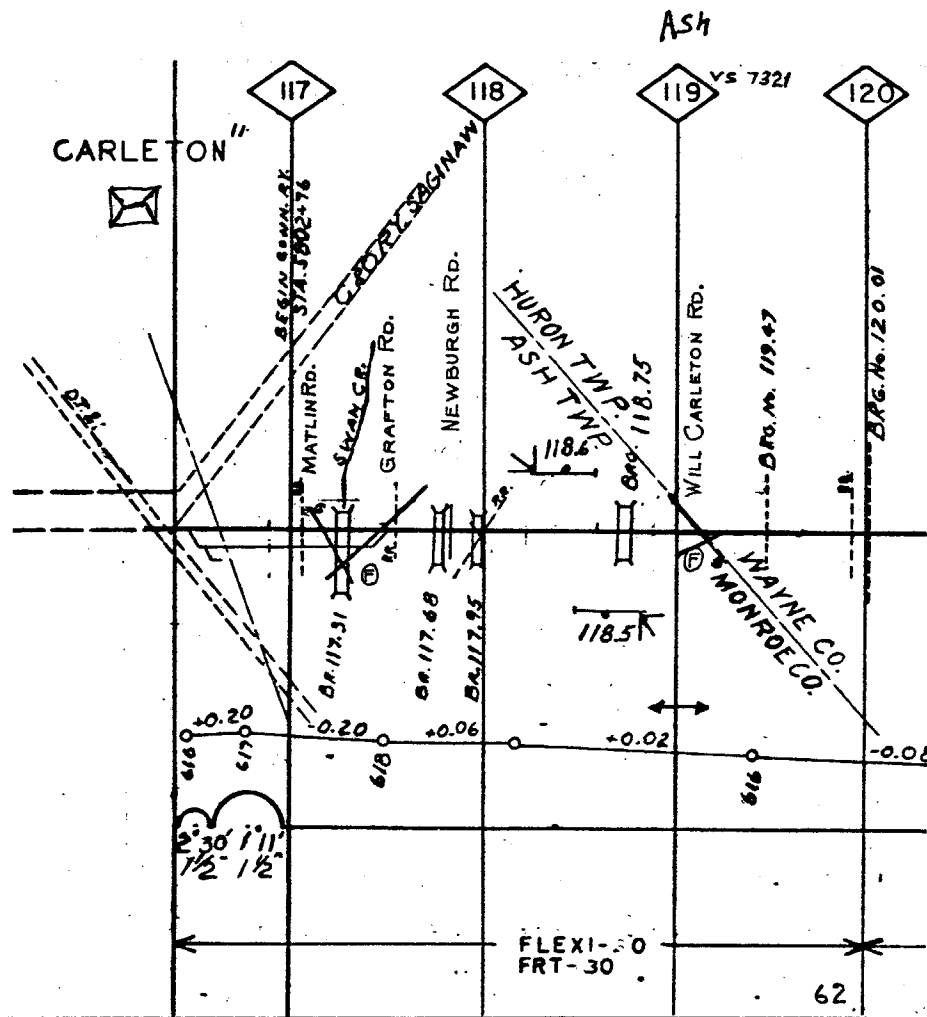 Ash
117
118
119
VS 7321
120
CARLETON"
BEGIN CONN. RY.
STA. 5802+96
C&O RY. SAGINAW
MATLIN RD.
SWAN CR.
GRAFTON RD.
NEWBURGH RD.
HURON TWP.
ASH TWP.
BRG. 118.75
WILL CARLETON RD.
BRG. No. 119.47
BRG. No. 120.01
118.6
PR.
F
F
118.5
BR. 117.31
BR. 117.68
BR. 117.95
WAYNE CO.
MONROE CO.
+0.20
-0.20
+0.06
+0.02
-0.08
616
617
618
616
2°30' 1°11'
1½" 1½"
FRT-30
62